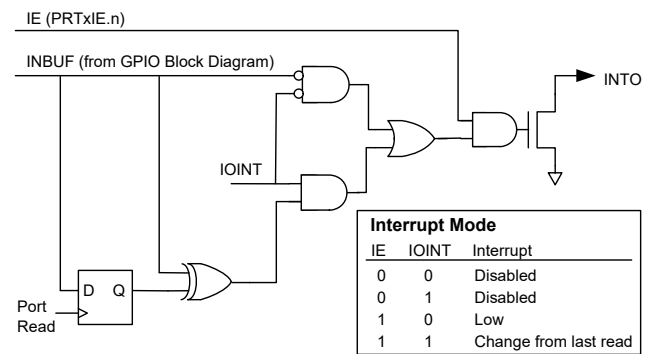 IE (PRTxIE.n)
INBUF (from GPIO Block Diagram)
INTO
IOINT
Interrupt Mode
IE IOINT Interrupt
0 0 Disabled
0 1 Disabled
1 0 Low
1 1 Change from last read
D Q
Port
Read